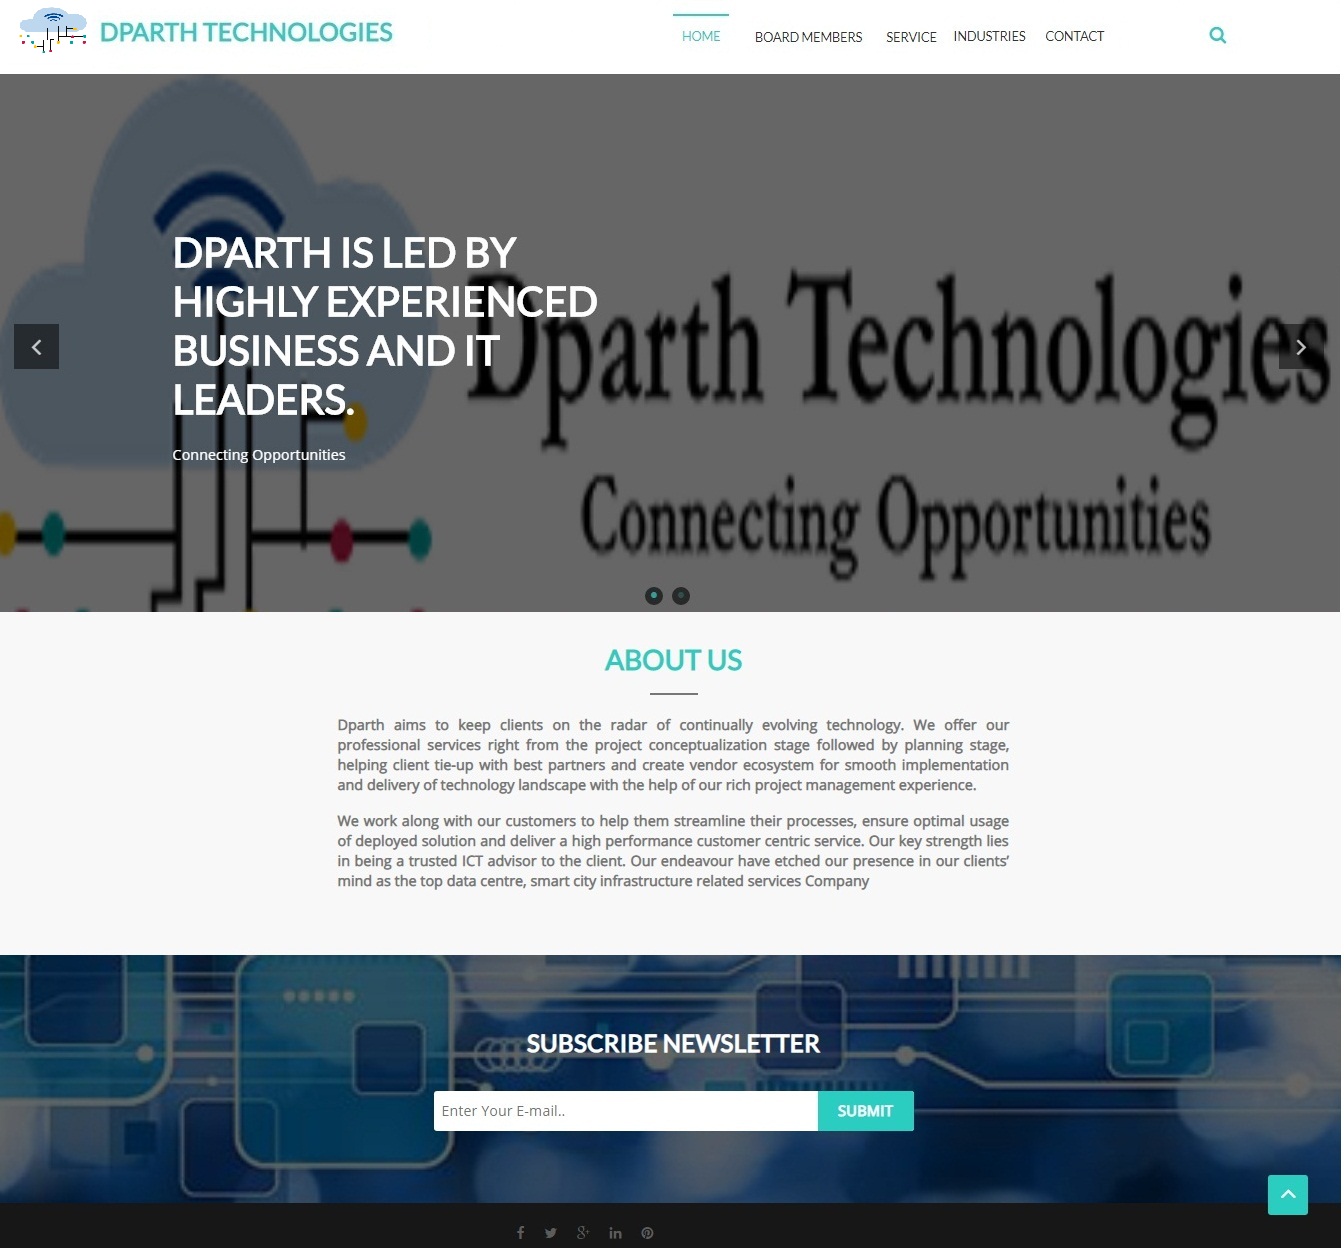 DPARTH TECHNOLOGIES
HOME BOARD MEMBERS SERVICE INDUSTRIES CONTACT
DPARTH IS LED BY
HIGHLY EXPERIENCED
BUSINESS AND IT
LEADERS.
Connecting Opportunities
Dparth Technologies
Connecting Opportunities
ABOUT US
Dparth aims to keep clients on the radar of continually evolving technology. We offer our
professional services right from the project conceptualization stage followed by planning stage,
helping client tie-up with best partners and create vendor ecosystem for smooth implementation
and delivery of technology landscape with the help of our rich project management experience.
We work along with our customers to help them streamline their processes, ensure optimal usage
of deployed solution and deliver a high performance customer centric service. Our key strength lies
in being a trusted ICT advisor to the client. Our endeavour have etched our presence in our clients’
mind as the top data centre, smart city infrastructure related services Company
SUBSCRIBE NEWSLETTER
Enter Your E-mail..
SUBMIT